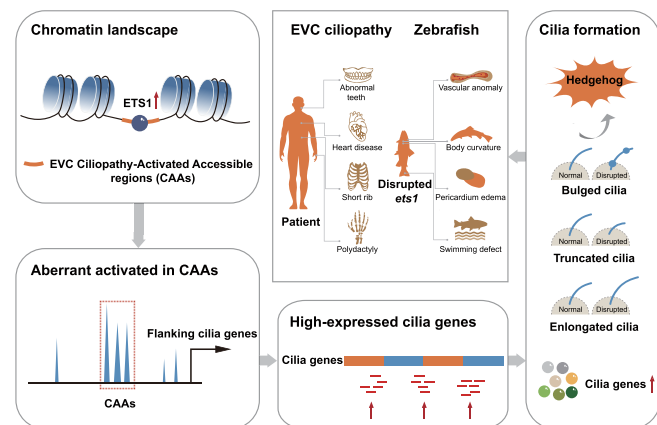 Chromatin landscape
ETS1
EVC Ciliopathy-Activated Accessible
regions (CAAs)
Aberrant activated in CAAs
Flanking cilia genes
CAAs
EVC ciliopathy
Zebrafish
Abnormal
teeth
Heart disease
Short rib
Polydactyly
Patient
Vascular anomaly
Body curvature
Pericardium edema
Swimming defect
Disrupted
ets1
High-expressed cilia genes
Cilia genes
Cilia formation
Hedgehog
Normal
Disrupted
Bulged cilia
Normal
Disrupted
Truncated cilia
Normal
Disrupted
Enlongated cilia
Cilia genes